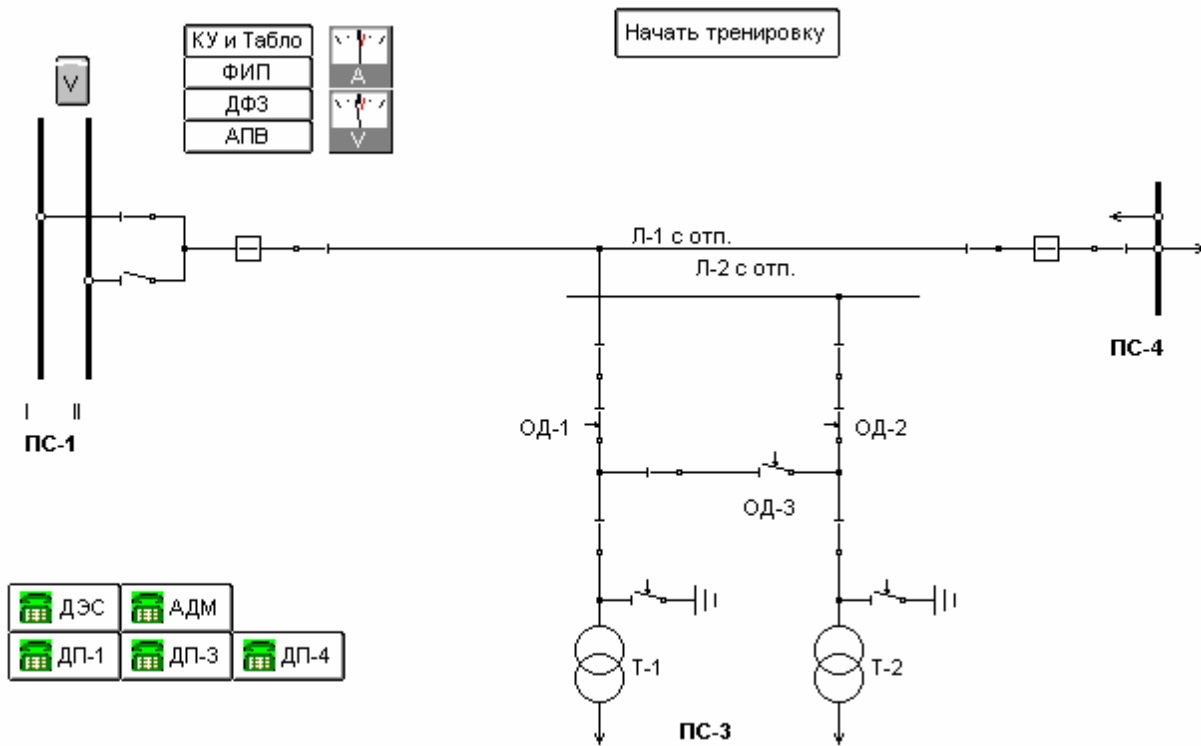 КУ и Табло
ФИП
ДФЗ
АПВ
A
V
Начать тренировку
V
Л-1 с отп.
Л-2 с отп.
ПС-4
I II
ПС-1
ОД-1
ОД-2
ОД-3
ДЭС
АДМ
ДП-1
ДП-3
ДП-4
Т-1
Т-2
ПС-3